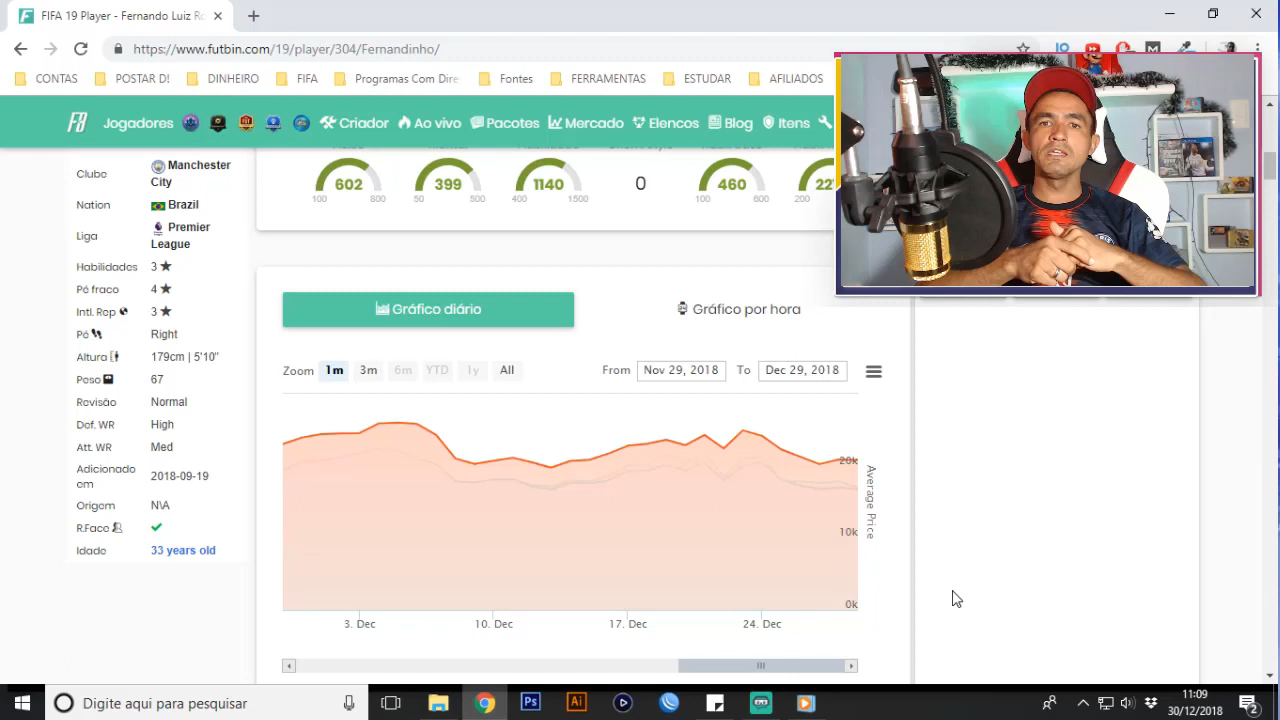 FIFA 19 Player - Fernando Luiz Ro
https://www.futbin.com/19/player/304/Fernandinho/
CONTAS POSTAR D! DINHEIRO FIFA Programas Com Dire Fontes FERRAMENTAS ESTUDAR AFILIADOS
F8 Jogadores Criador Ao vivo Pacotes Mercado Elencos Blog Itens
Clube Manchester
City
Nation Brazil
Liga Premier
League
Habilidades 3 ★
Pé fraco 4 ★
Intl. Rep 3 ★
Pé Right
Altura 179cm | 5'10"
Peso 67
Revisão Normal
Def. WR High
Att. WR Med
Adicionado
em 2018-09-19
Origem N\A
R.Face
Idade 33 years old
602 399 1140 0 460
100 800 50 500 400 1500 100 600 200
Gráfico diário Gráfico por hora
Zoom 1m 3m 6m YTD 1y All From Nov 29, 2018 To Dec 29, 2018
20k
10k
0k
Average Price
3. Dec 10. Dec 17. Dec 24. Dec
Digite aqui para pesquisar
Ps Ai
11:09
30/12/2018
2